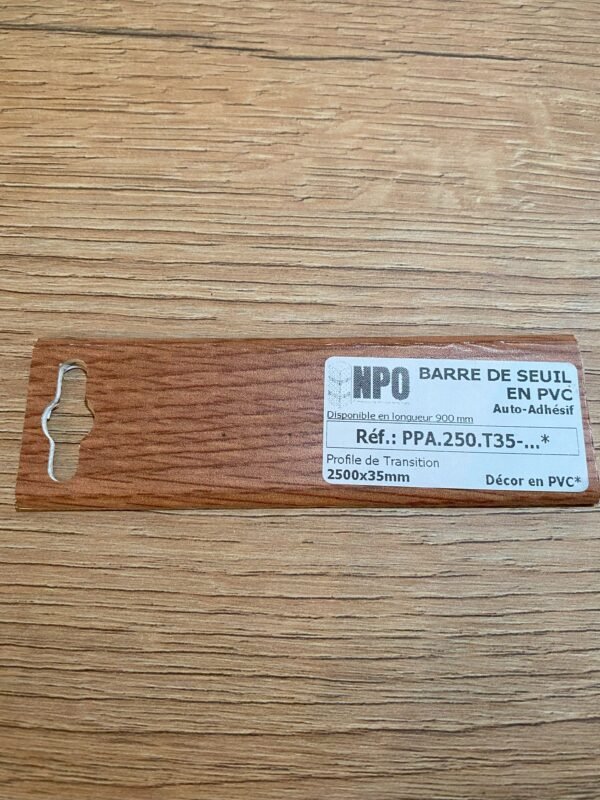 NPO
BARRE DE SEUIL
EN PVC
Auto-Adhésif
Disponible en longueur 900 mm
Réf.: PPA.250.T35-...*
Profile de Transition
2500x35mm
Décor en PVC*